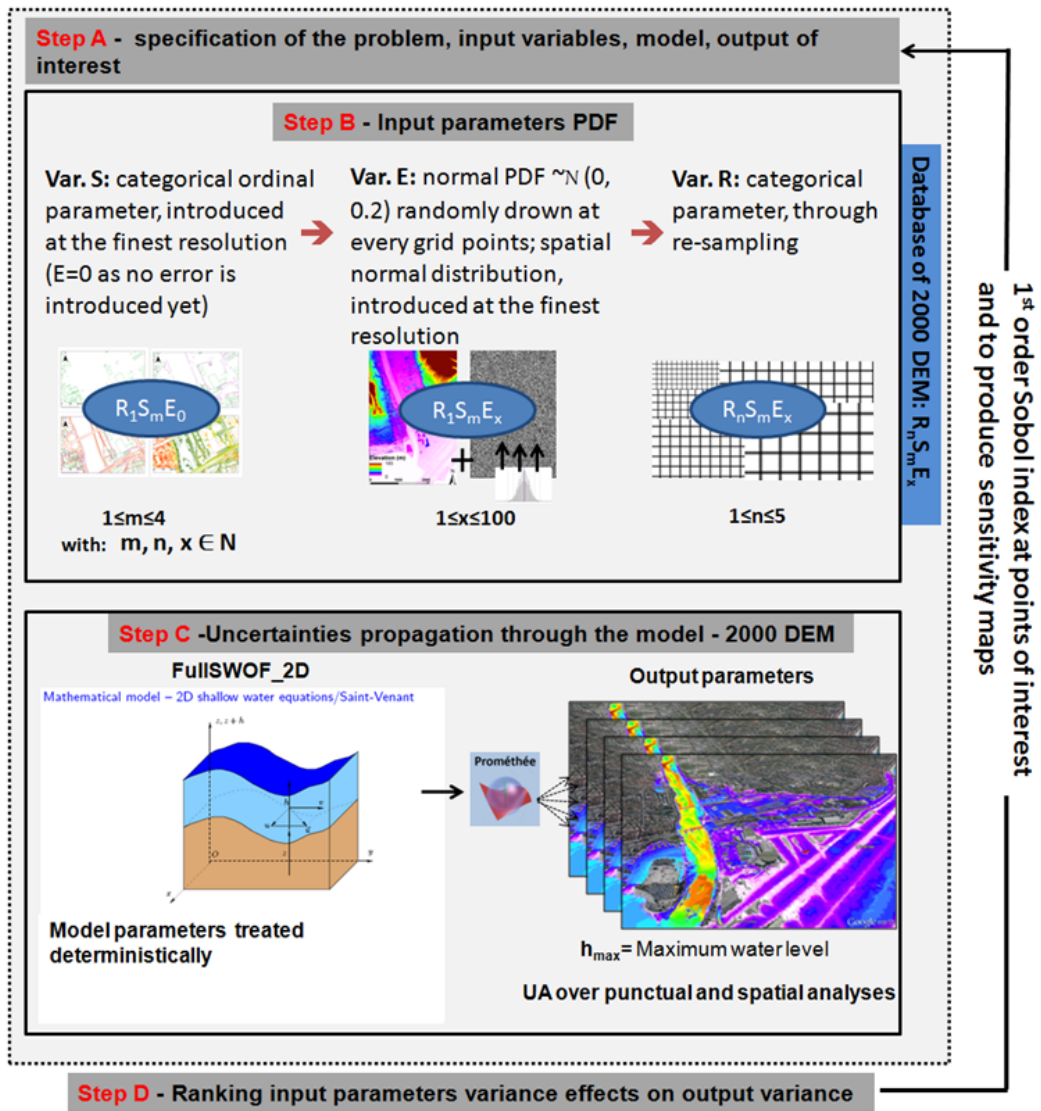 Step A - specification of the problem, input variables, model, output of
interest
Step B - Input parameters PDF
Var. S: categorical ordinal
parameter, introduced
at the finest resolution
(E=0 as no error is
introduced yet)
Var. E: normal PDF ~N (0,
0.2) randomly drown at
every grid points; spatial
normal distribution,
introduced at the finest
resolution
Var. R: categorical
parameter, through
re-sampling
R₁SₘE₀
R₁SₘEₓ
RₙSₘEₓ
Elevation (m)
1≤m≤4
with: m, n, x ∈ N
1≤x≤100
1≤n≤5
Database of 2000 DEM: RₙSₘEₓ
1st order Sobol index at points of interest
and to produce sensitivity maps
Step C -Uncertainties propagation through the model - 2000 DEM
FullSWOF_2D
Mathematical model – 2D shallow water equations/Saint-Venant
z, z + h
h
z
O
x
y
Model parameters treated
deterministically
Prométhée
Output parameters
Google
hmax= Maximum water level
UA over punctual and spatial analyses
Step D - Ranking input parameters variance effects on output variance